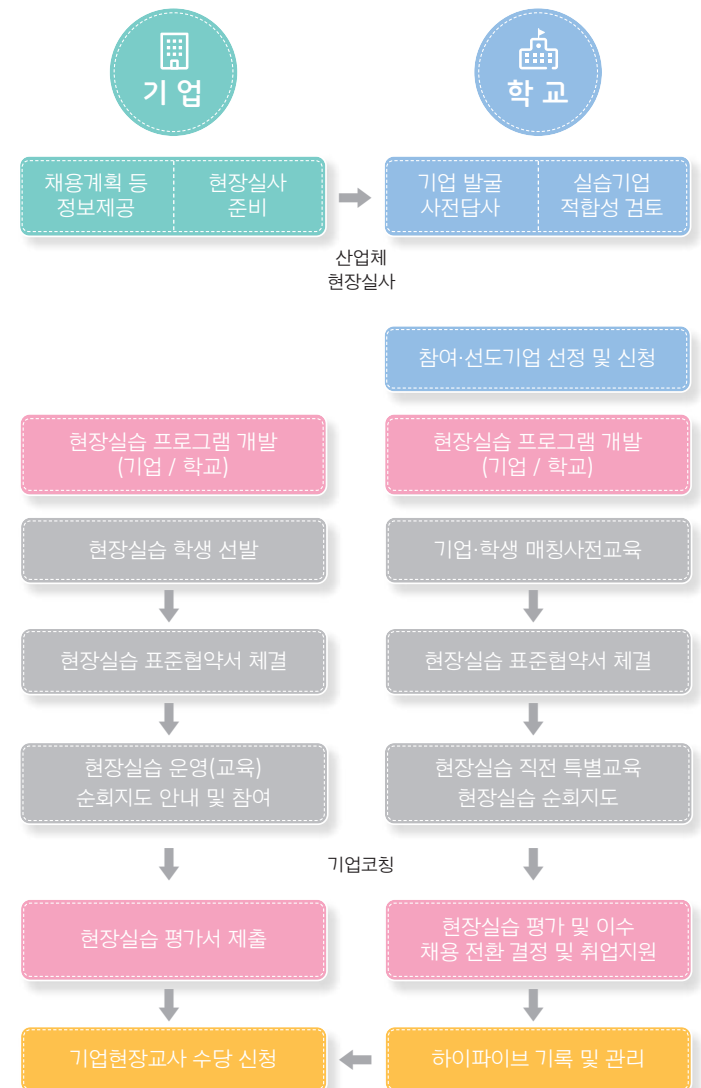 기 업
학 교
채용계획 등
정보제공
현장실사
준비
기업 발굴
사전답사
실습기업
적합성 검토
산업체
현장실사
참여·선도기업 선정 및 신청
현장실습 프로그램 개발
(기업 / 학교)
현장실습 프로그램 개발
(기업 / 학교)
현장실습 학생 선발
기업·학생 매칭사전교육
현장실습 표준협약서 체결
현장실습 표준협약서 체결
현장실습 운영(교육)
순회지도 안내 및 참여
현장실습 직전 특별교육
현장실습 순회지도
기업코칭
현장실습 평가서 제출
현장실습 평가 및 이수
채용 전환 결정 및 취업지원
기업현장교사 수당 신청
하이파이브 기록 및 관리